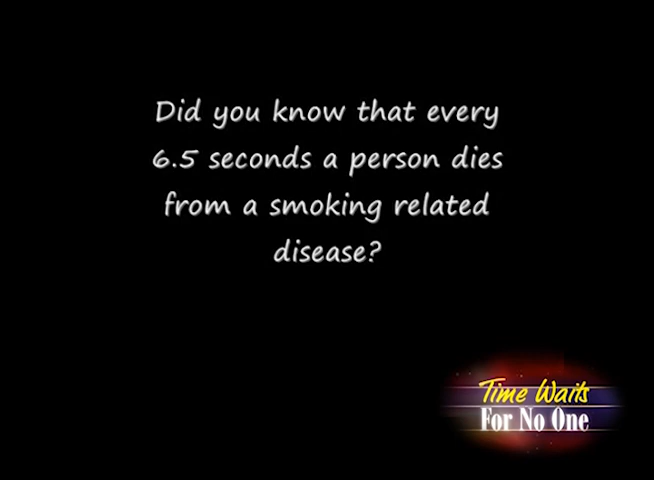 Did you know that every
6.5 seconds a person dies
from a smoking related
disease?
Time Waits
For No One